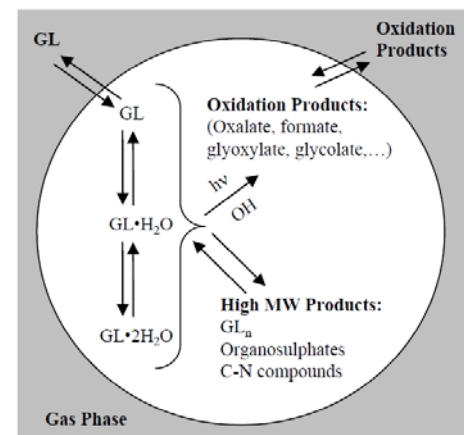 GL
Oxidation
Products
GL
Oxidation Products:
(Oxalate, formate,
glyoxylate, glycolate,…)
hν
OH
GL•H₂O
High MW Products:
GLₙ
Organosulphates
C-N compounds
GL•2H₂O
Gas Phase